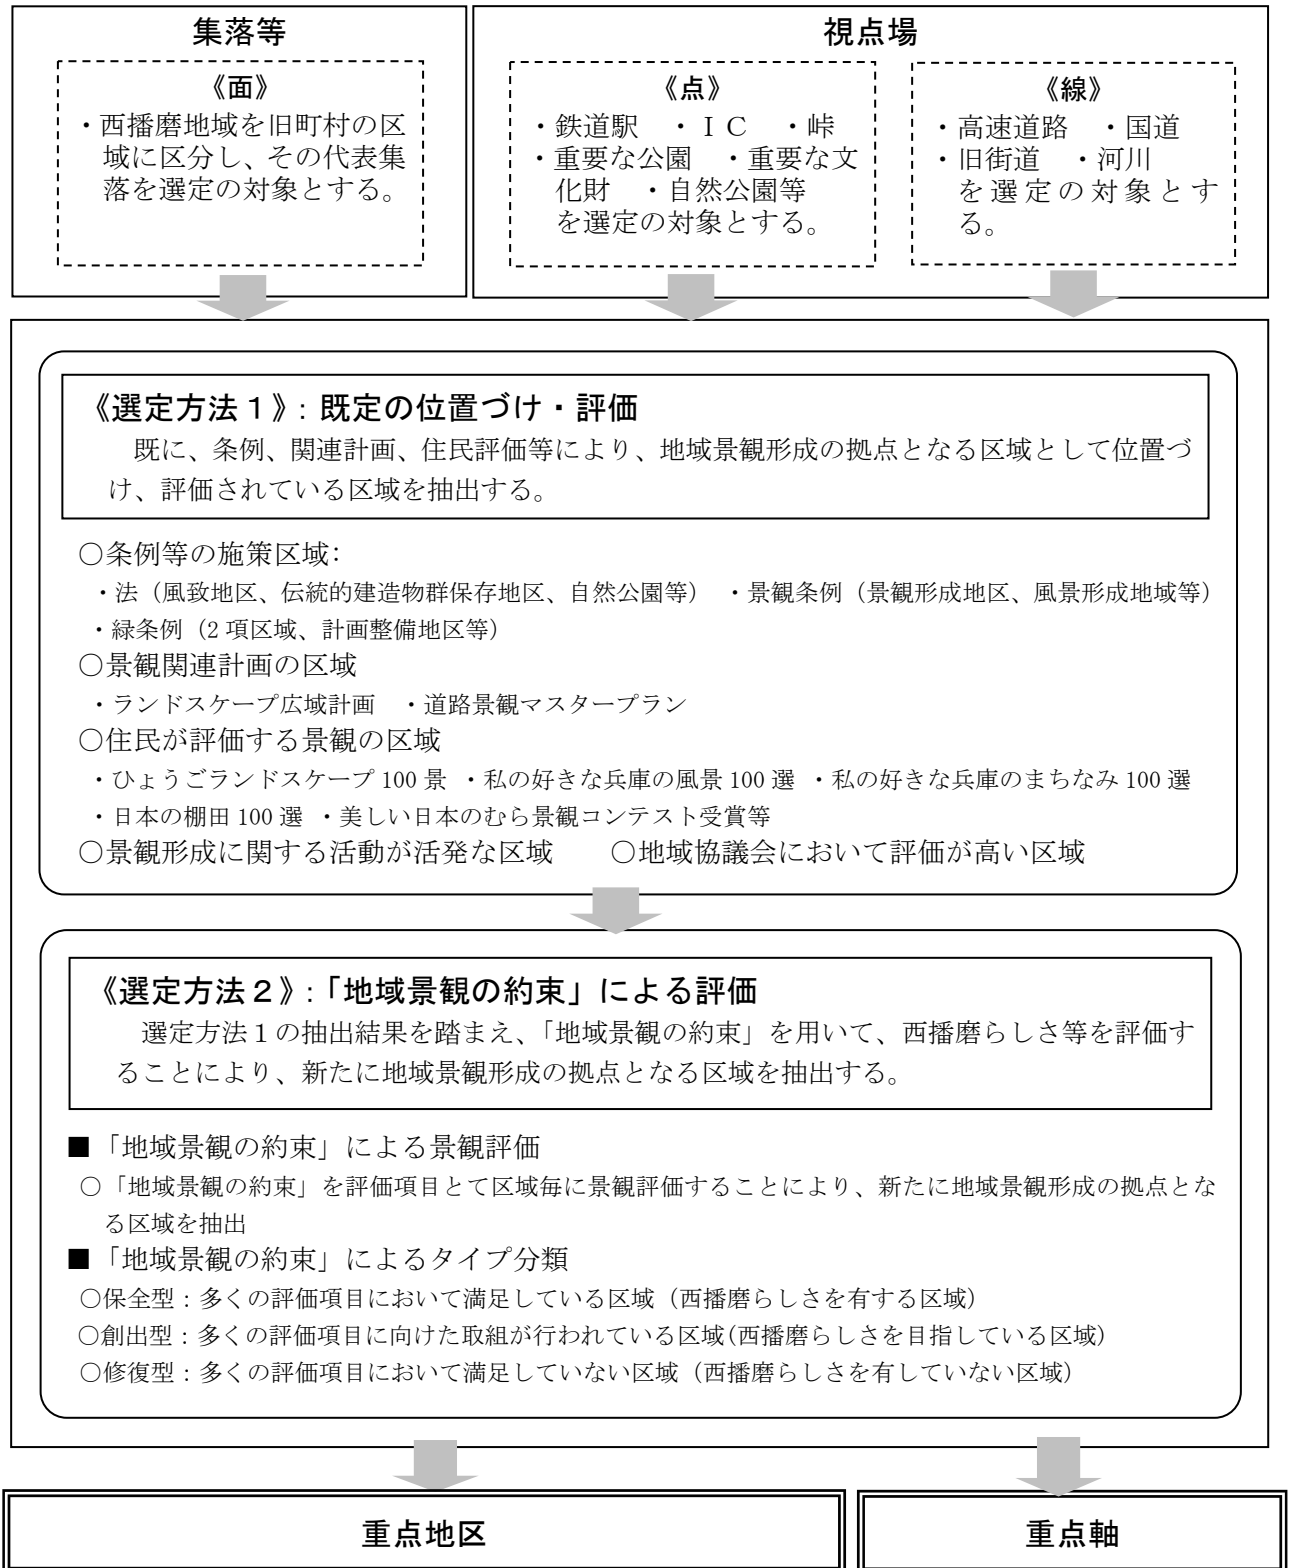 集落等
《面》
・西播磨地域を旧町村の区
域に区分し、その代表集
落を選定の対象とする。
視点場
《点》
・鉄道駅　・ＩＣ　・峠
・重要な公園　・重要な文
化財　・自然公園等
を選定の対象とする。
《線》
・高速道路　・国道
・旧街道　・河川
を選定の対象とす
る。
《選定方法１》：既定の位置づけ・評価
既に、条例、関連計画、住民評価等により、地域景観形成の拠点となる区域として位置づ
け、評価されている区域を抽出する。
○条例等の施策区域：
・法（風致地区、伝統的建造物群保存地区、自然公園等）　・景観条例（景観形成地区、風景形成地域等）
・緑条例（2 項区域、計画整備地区等）
○景観関連計画の区域
・ランドスケープ広域計画　・道路景観マスタープラン
○住民が評価する景観の区域
・ひょうごランドスケープ 100 景　・私の好きな兵庫の風景 100 選　・私の好きな兵庫のまちなみ 100 選
・日本の棚田 100 選　・美しい日本のむら景観コンテスト受賞等
○景観形成に関する活動が活発な区域　　○地域協議会において評価が高い区域
《選定方法２》：「地域景観の約束」による評価
選定方法１の抽出結果を踏まえ、「地域景観の約束」を用いて、西播磨らしさ等を評価す
ることにより、新たに地域景観形成の拠点となる区域を抽出する。
■「地域景観の約束」による景観評価
○「地域景観の約束」を評価項目とて区域毎に景観評価することにより、新たに地域景観形成の拠点とな
る区域を抽出
■「地域景観の約束」によるタイプ分類
○保全型：多くの評価項目において満足している区域（西播磨らしさを有する区域）
○創出型：多くの評価項目に向けた取組が行われている区域（西播磨らしさを目指している区域）
○修復型：多くの評価項目において満足していない区域（西播磨らしさを有していない区域）
重点地区
重点軸